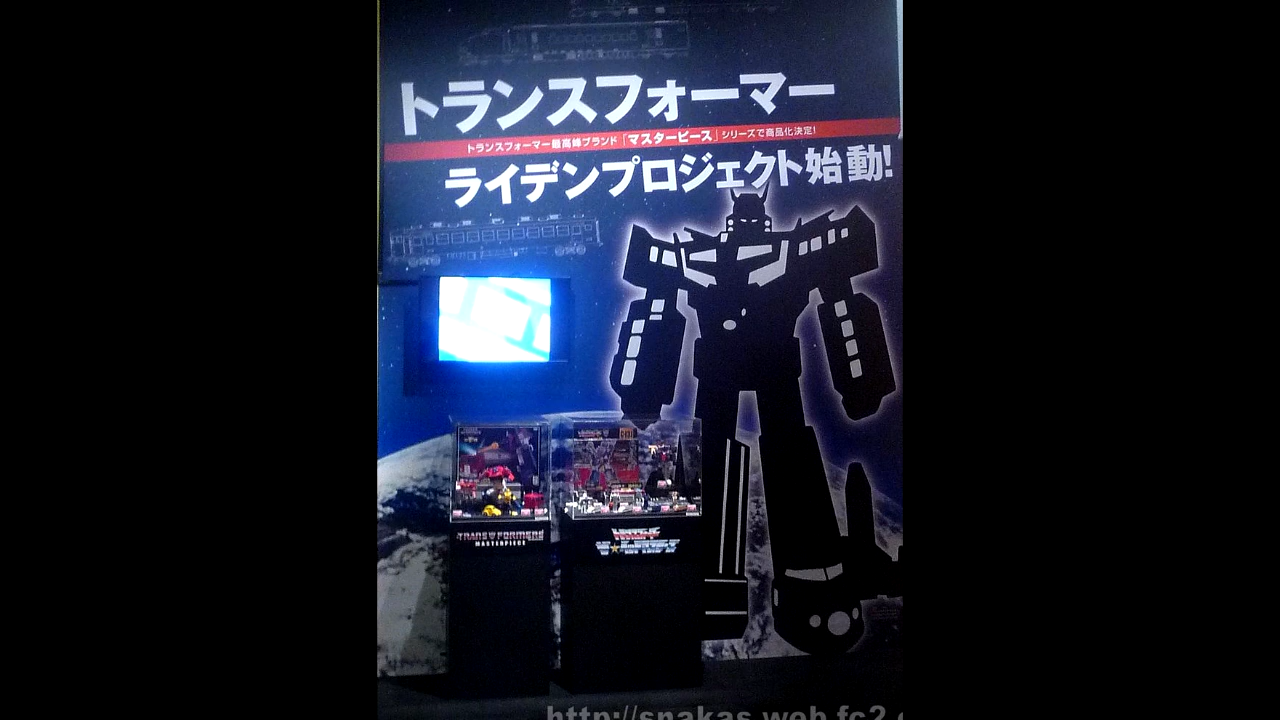 トランスフォーマー
トランスフォーマー最高峰ブランド「マスターピース」シリーズで商品化決定!
ライデンプロジェクト始動!
TRANSFORMERS
MASTERPIECE
http://snakas.web.fc2.c